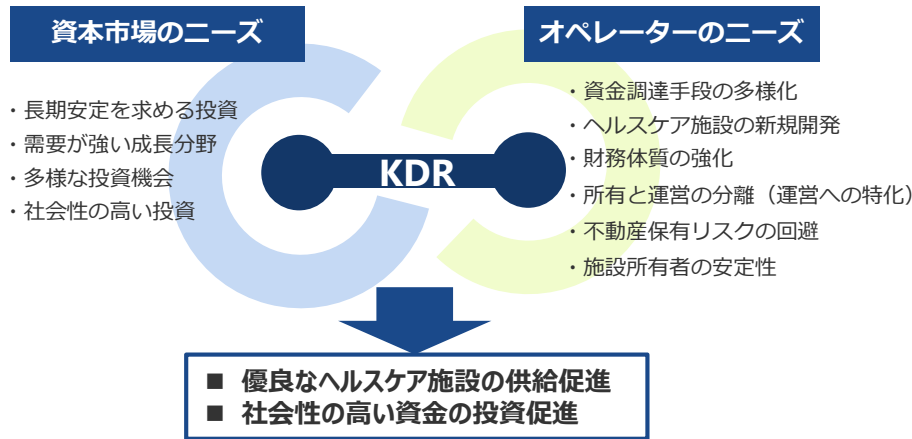 資本市場のニーズ
・長期安定を求める投資
・需要が強い成長分野
・多様な投資機会
・社会性の高い投資
KDR
オペレーターのニーズ
・資金調達手段の多様化
・ヘルスケア施設の新規開発
・財務体質の強化
・所有と運営の分離（運営への特化）
・不動産保有リスクの回避
・施設所有者の安定性
■ 優良なヘルスケア施設の供給促進
■ 社会性の高い資金の投資促進